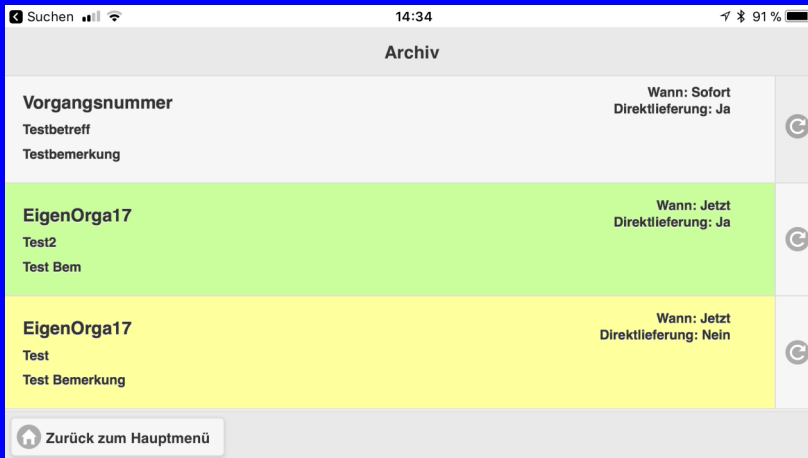 Suchen 14:34 91 %
Archiv
Vorgangsnummer
Wann: Sofort
Direktlieferung: Ja
Testbetreff
Testbemerkung
EigenOrga17
Wann: Jetzt
Direktlieferung: Ja
Test2
Test Bem
EigenOrga17
Wann: Jetzt
Direktlieferung: Nein
Test
Test Bemerkung
Zurück zum Hauptmenü